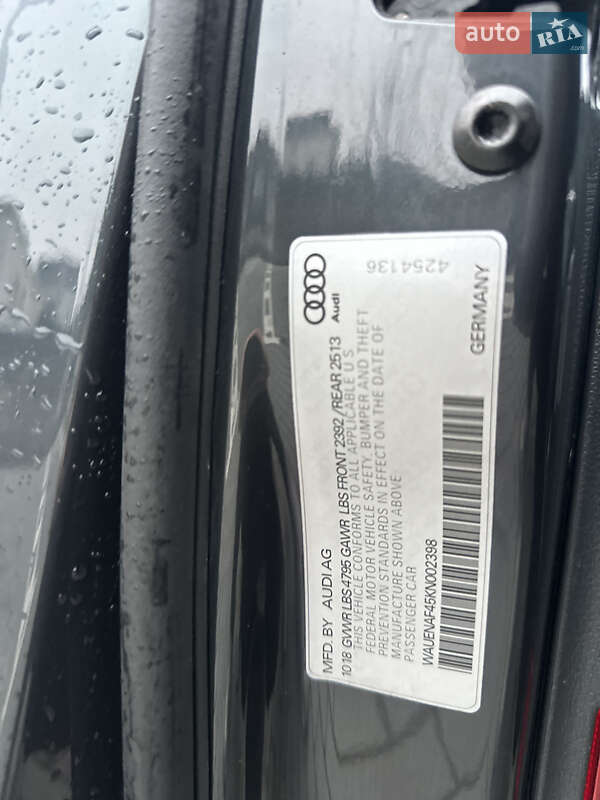 auto RIA
.com
4254136
Audi
GERMANY
MFD. BY AUDI AG
1018 GVWR LBS 4795 GAWR LBS FRONT 2392 / REAR 2513
THIS VEHICLE CONFORMS TO ALL APPLICABLE U S
FEDERAL MOTOR VEHICLE SAFETY, BUMPER AND THEFT
PREVENTION STANDARDS IN EFFECT ON THE DATE OF
MANUFACTURE SHOWN ABOVE.
PASSENGER CAR
WAUENAF45KN002398